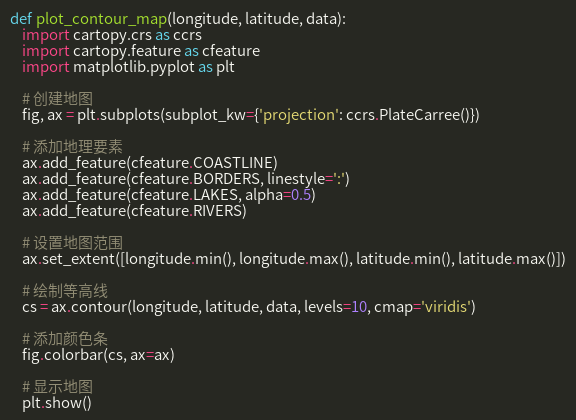 def plot_contour_map(longitude, latitude, data):
import cartopy.crs as ccrs
import cartopy.feature as cfeature
import matplotlib.pyplot as plt
# 创建地图
fig, ax = plt.subplots(subplot_kw={'projection': ccrs.PlateCarree()})
# 添加地理要素
ax.add_feature(cfeature.COASTLINE)
ax.add_feature(cfeature.BORDERS, linestyle=':')
ax.add_feature(cfeature.LAKES, alpha=0.5)
ax.add_feature(cfeature.RIVERS)
# 设置地图范围
ax.set_extent([longitude.min(), longitude.max(), latitude.min(), latitude.max()])
# 绘制等高线
cs = ax.contour(longitude, latitude, data, levels=10, cmap='viridis')
# 添加颜色条
fig.colorbar(cs, ax=ax)
# 显示地图
plt.show()